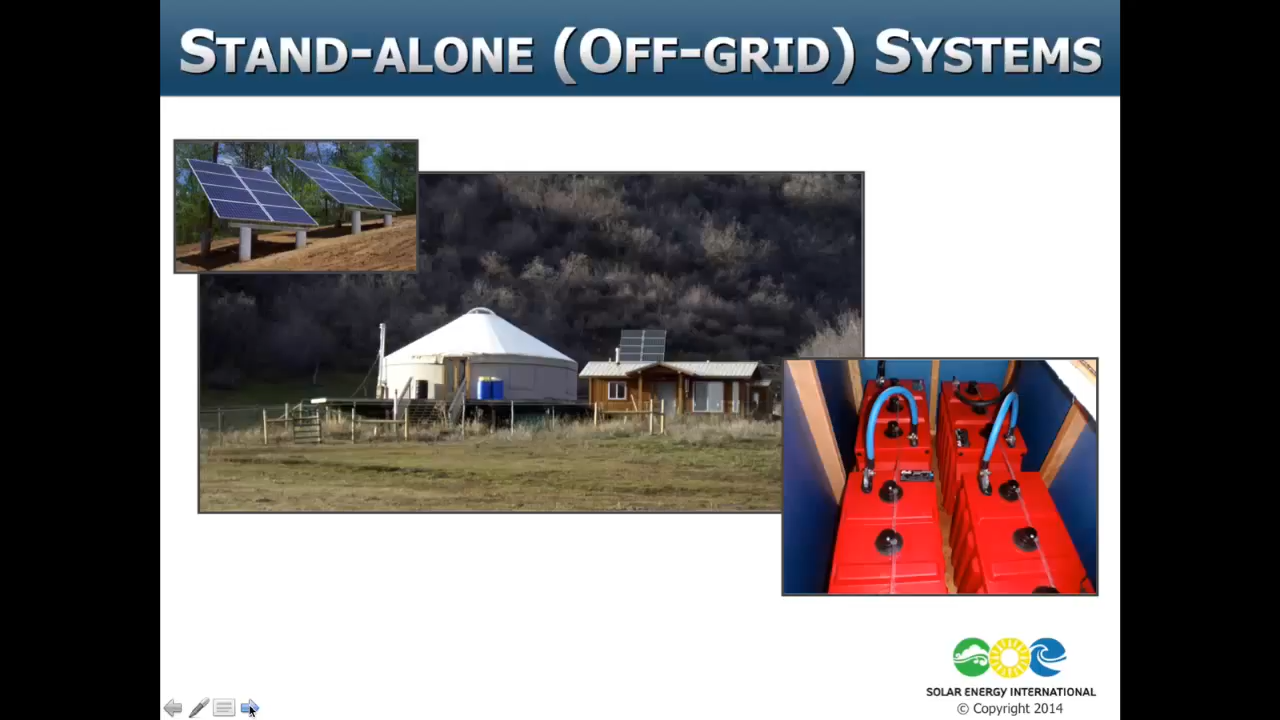 STAND-ALONE (OFF-GRID) SYSTEMS
SOLAR ENERGY INTERNATIONAL
© Copyright 2014